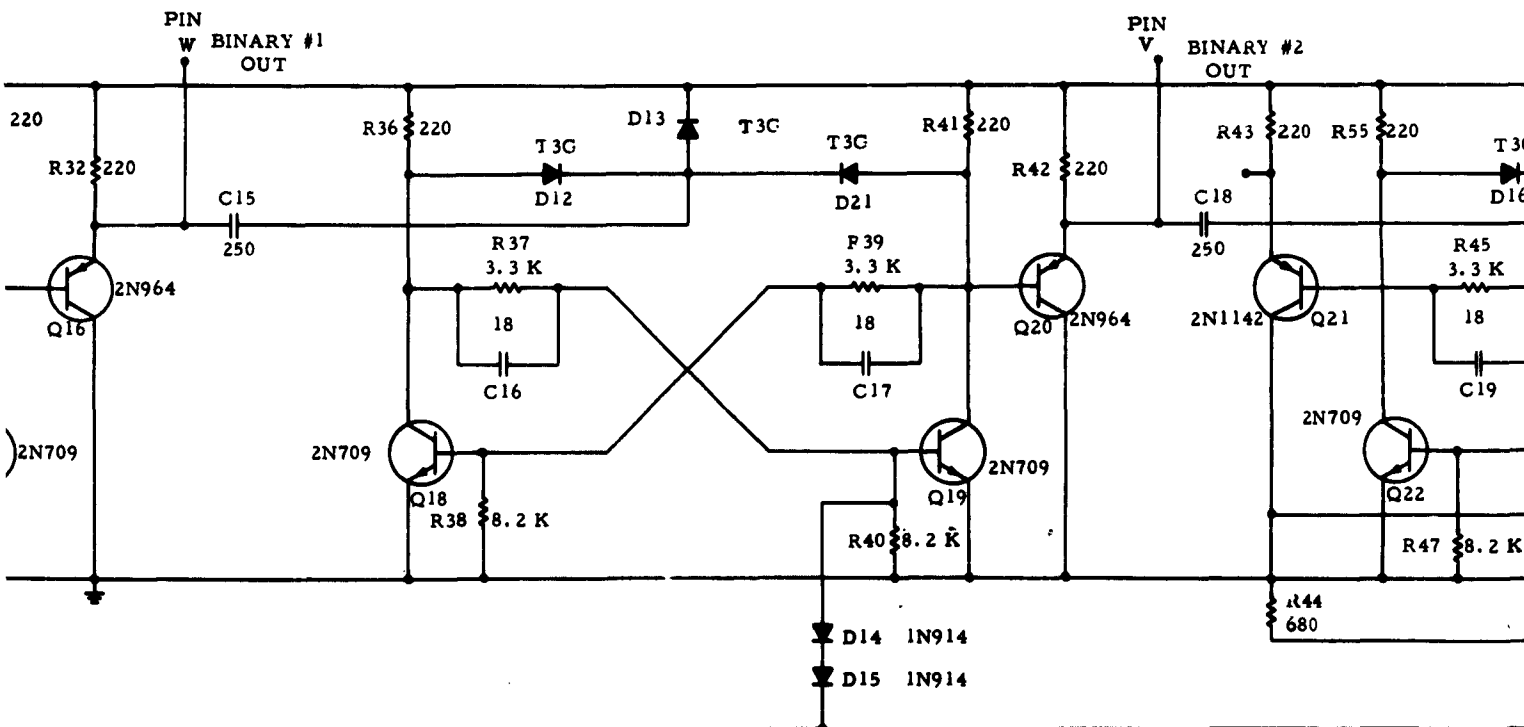 PIN
W
BINARY #1
OUT
PIN
V
BINARY #2
OUT
220
R32 220
R36 220
D13
T3G
T3G
D12
T3G
D21
R41 220
R42 220
R43 220
R55 220
D16
C15
250
C18
250
R37
3.3 K
18
C16
3.3 K
18
C17
R45
3.3 K
18
C19
2N964
Q16
Q20
2N964
2N1142
Q21
2N709
2N709
Q18
2N709
Q19
2N709
Q22
R38 8.2 K
R40 8.2 K
R47 8.2 K
R44
680
D14 1N914
D15 1N914